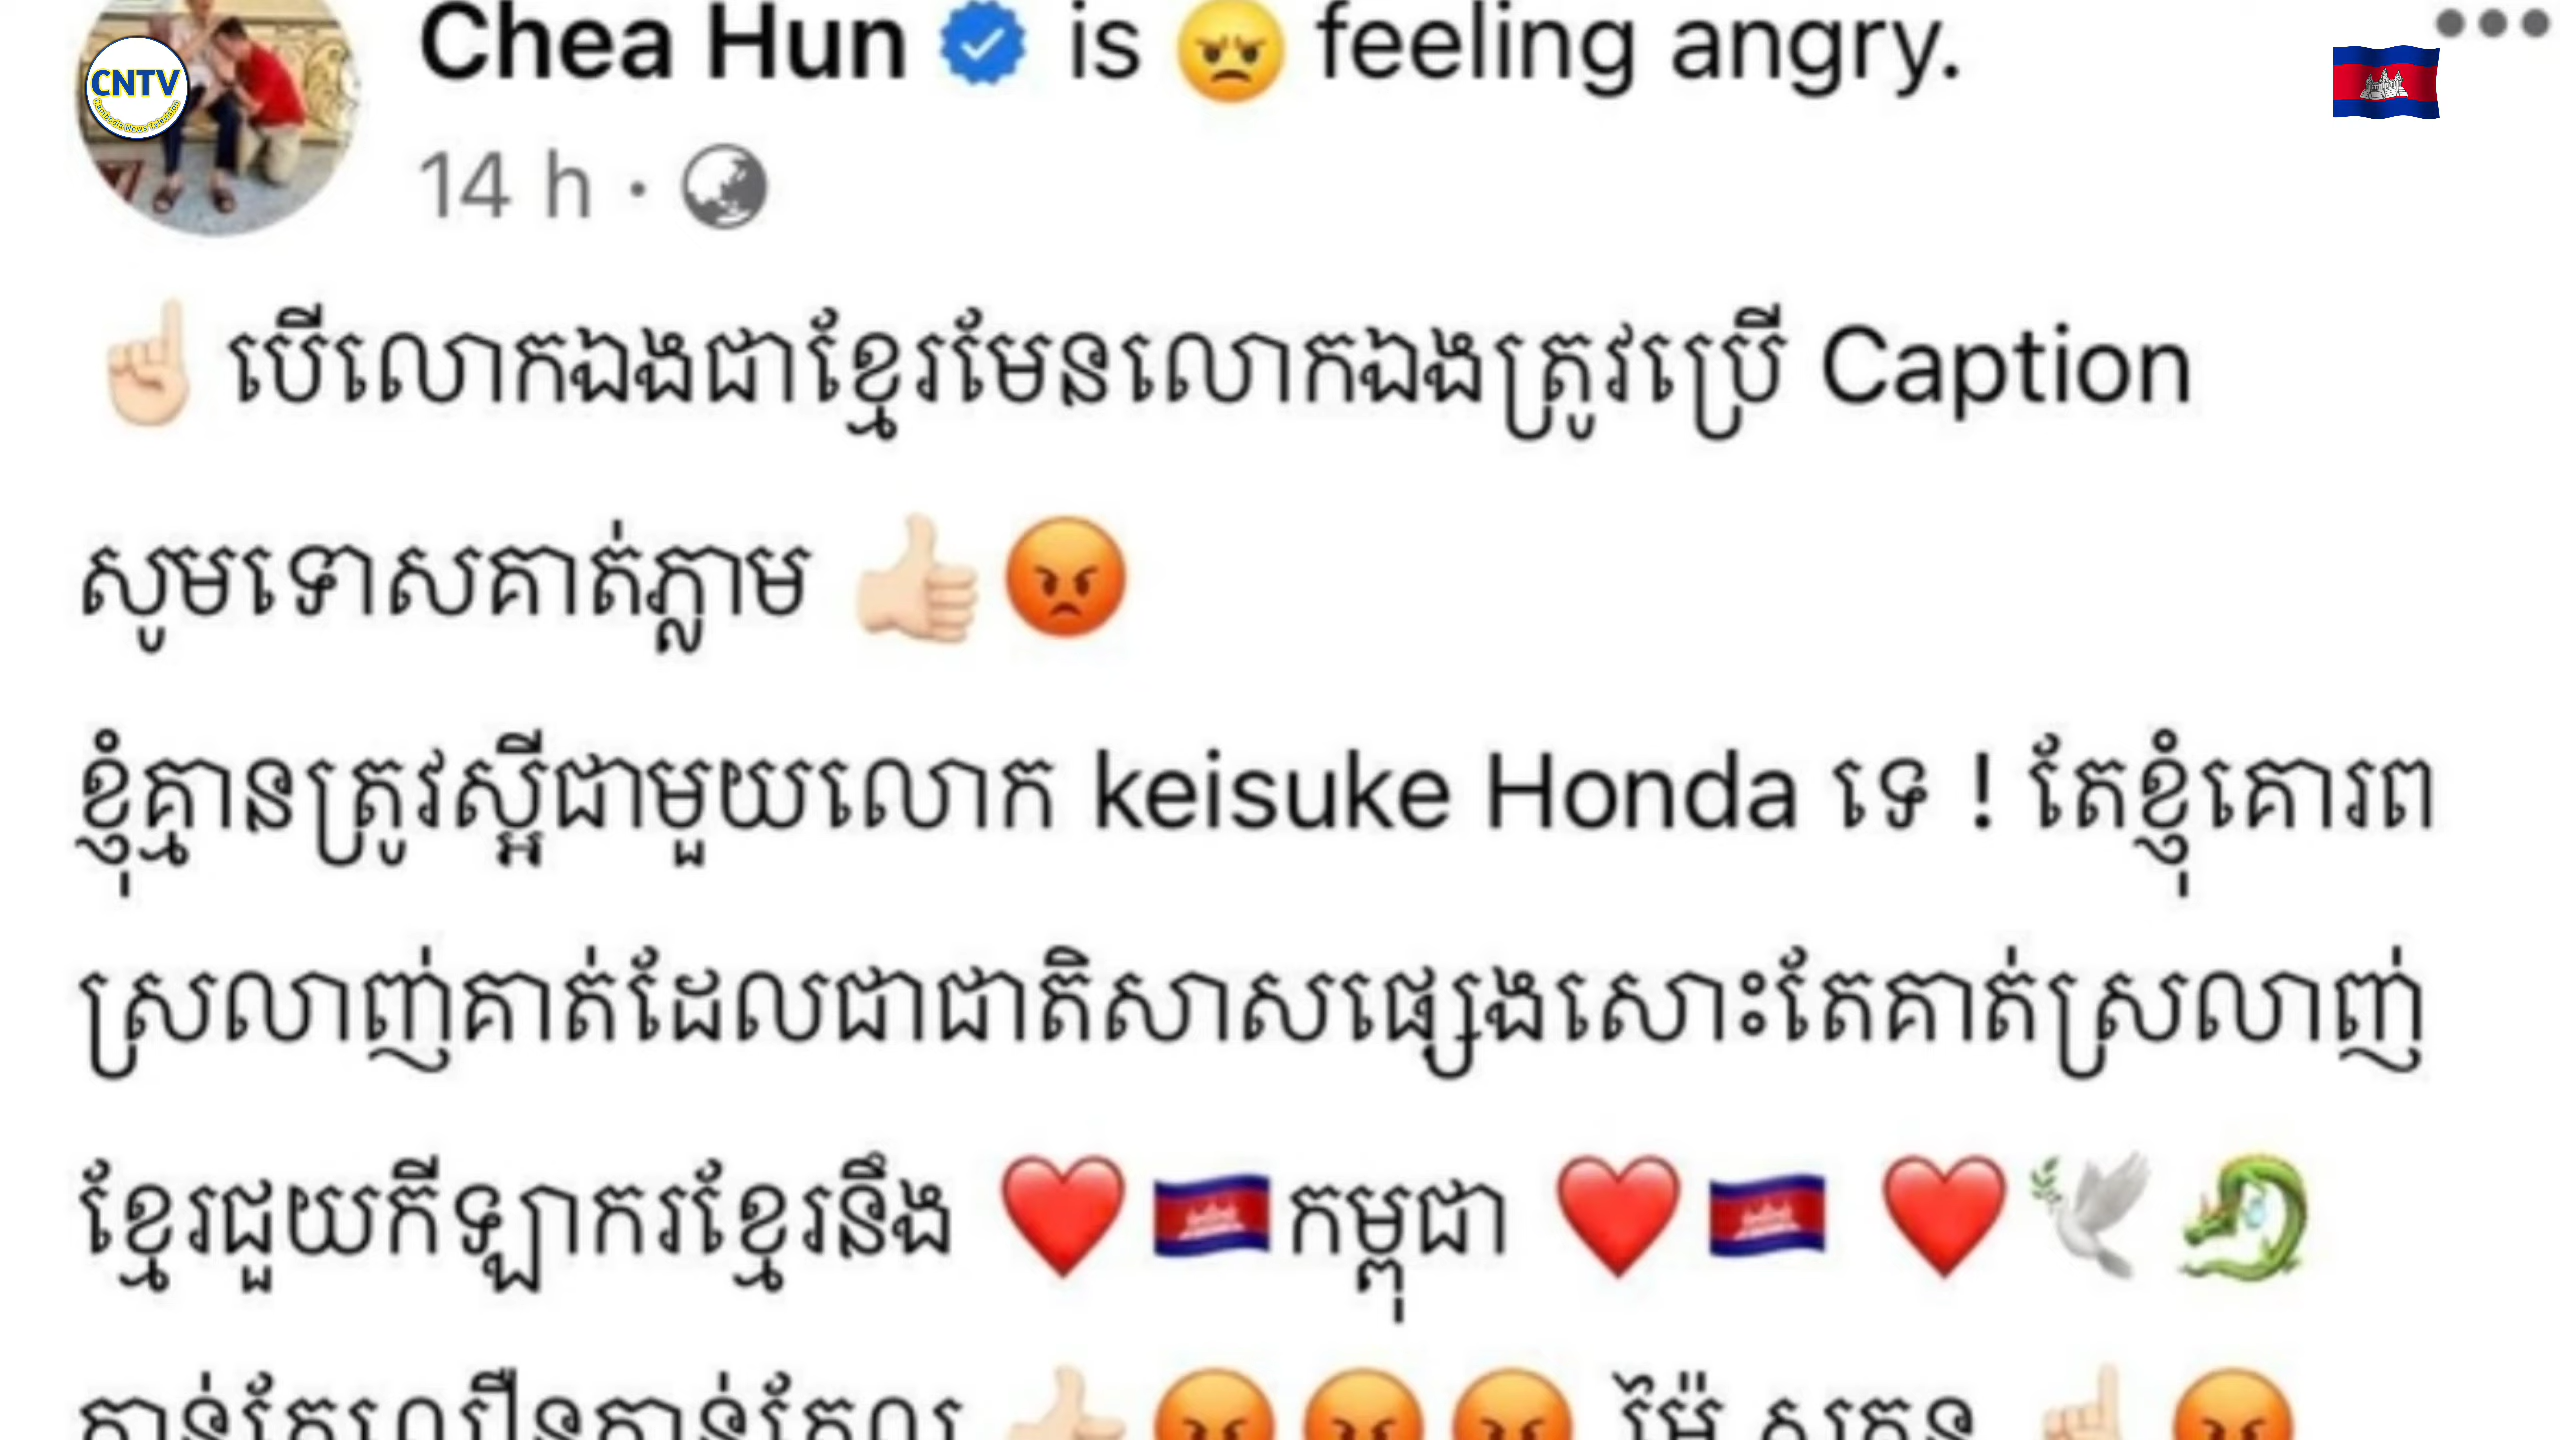 CNTV
Cambodia News Television
Chea Hun is 😠 feeling angry.
14 h ·
☝🏻បើលោកឯងជាខ្មែរមែនលោកឯងត្រូវប្រើ Caption
សូមទោសគាត់ភ្លាម 👍🏻😡
ខ្ញុំគ្មានត្រូវស្អីជាមួយលោក keisuke Honda ទេ ! តែខ្ញុំគោរព
ស្រលាញ់គាត់ដែលជាជាតិសាសផ្សេងសោះតែគាត់ស្រលាញ់
ខ្មែរជួយកីឡាករខ្មែរនឹង ❤️🇰🇭កម្ពុជា ❤️🇰🇭 ❤️🕊🐉